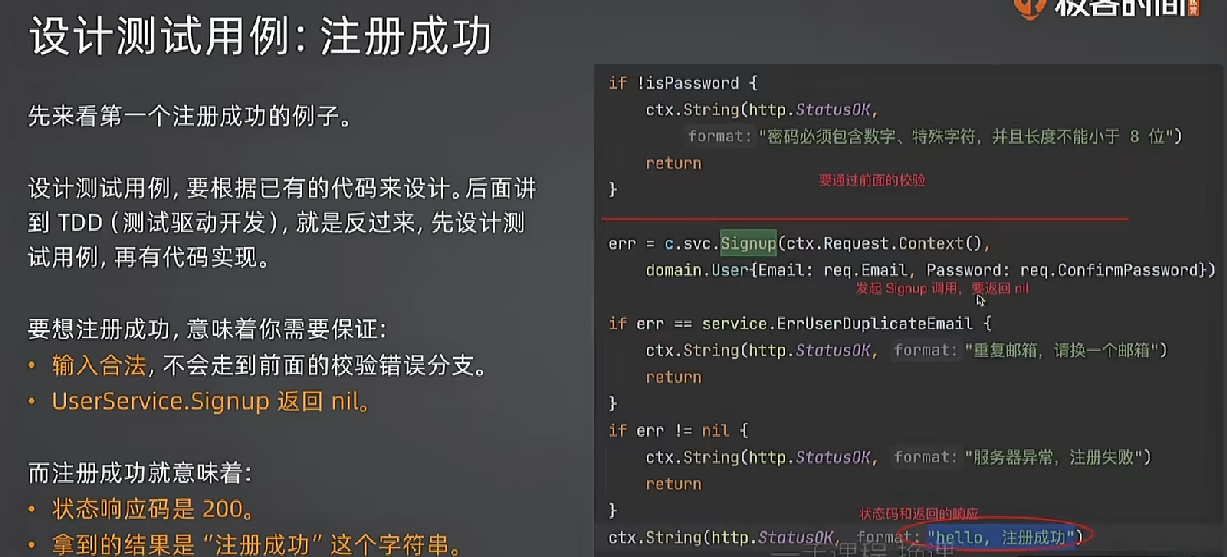 设计测试用例: 注册成功
极客时间
先来看第一个注册成功的例子。
设计测试用例, 要根据已有的代码来设计。后面讲
到 TDD (测试驱动开发), 就是反过来, 先设计测
试用例, 再有代码实现。
要想注册成功, 意味着你需要保证:
• 输入合法, 不会走到前面的校验错误分支。
• UserService.Signup 返回 nil。
而注册成功就意味着:
• 状态响应码是 200。
• 拿到的结果是“注册成功”这个字符串。
if !isPassword {
ctx.String(http.StatusOK,
format: "密码必须包含数字、特殊字符，并且长度不能小于 8 位")
return
要通过前面的校验
}
err = c.svc.Signup(ctx.Request.Context(),
domain.User{Email: req.Email, Password: req.ConfirmPassword})
发起 Signup 调用，要返回 nil
if err == service.ErrUserDuplicateEmail {
ctx.String(http.StatusOK, format: "重复邮箱，请换一个邮箱")
return
}
if err != nil {
ctx.String(http.StatusOK, format: "服务器异常，注册失败")
return
}
状态码和返回的响应
ctx.String(http.StatusOK, format: "hello, 注册成功")